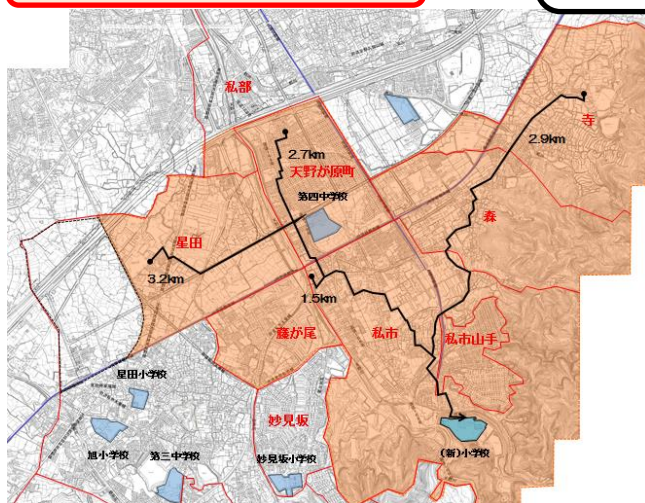 私部
寺
2.7km
2.9km
天野が原町
第四中学校
森
星田
3.2km
1.5km
藤が尾
私市
私市山手
星田小学校
妙見坂
旭小学校
第三中学校
妙見坂小学校
(新)小学校